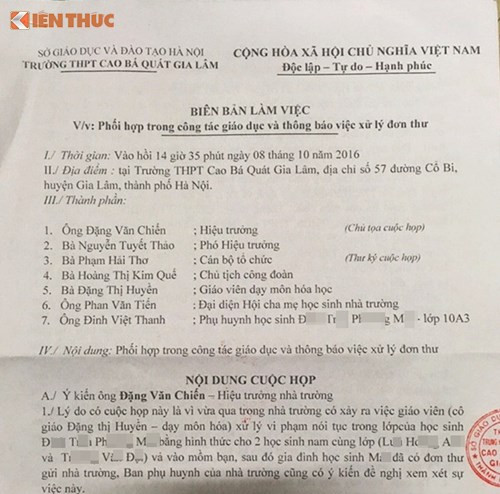 KIẾN THỨC
SỞ GIÁO DỤC VÀ ĐÀO TẠO HÀ NỘI
TRƯỜNG THPT CAO BÁ QUÁT GIA LÂM
CỘNG HÒA XÃ HỘI CHỦ NGHĨA VIỆT NAM
Độc lập – Tự do – Hạnh phúc
BIÊN BẢN LÀM VIỆC
V/v: Phối hợp trong công tác giáo dục và thông báo việc xử lý đơn thư
I./ Thời gian: Vào hồi 14 giờ 35 phút ngày 08 tháng 10 năm 2016
II./ Địa điểm : tại Trường THPT Cao Bá Quát Gia Lâm, địa chỉ số 57 đường Cổ Bi,
huyện Gia Lâm, thành phố Hà Nội.
III./ Thành phần:
1. Ông Đặng Văn Chiến : Hiệu trưởng (Chủ tọa cuộc họp)
2. Bà Nguyễn Tuyết Thảo : Phó Hiệu trưởng
3. Bà Phạm Hải Thơ : Cán bộ tổ chức (Thư ký cuộc họp)
4. Bà Hoàng Thị Kim Quế : Chủ tịch công đoàn
5. Bà Đặng Thị Huyền : Giáo viên dạy môn hóa học
6. Ông Phan Văn Tiến : Đại diện Hội cha mẹ học sinh nhà trường
7. Ông Đinh Việt Thanh : Phụ huynh học sinh - lớp 10A3
IV./ Nội dung: Phối hợp trong công tác giáo dục và thông báo việc xử lý đơn thư
NỘI DUNG CUỘC HỌP
A./ Ý kiến ông Đặng Văn Chiến – Hiệu trưởng nhà trường
1./ Lý do có cuộc họp này là vì vừa qua trong nhà trường có xảy ra việc giáo viên (cô
giáo Đặng thị Huyền – dạy môn hóa) xử lý vi phạm nói tục trong lớpcủa học sinh
bằng hình thức cho 2 học sinh nam cùng lớp (
và ) và vào mồm bạn, sau đó gia đình học sinh đã có đơn thư
gửi nhà trường, Ban phụ huynh của nhà trường cũng có ý kiến đề nghị xem xét sự
việc này.